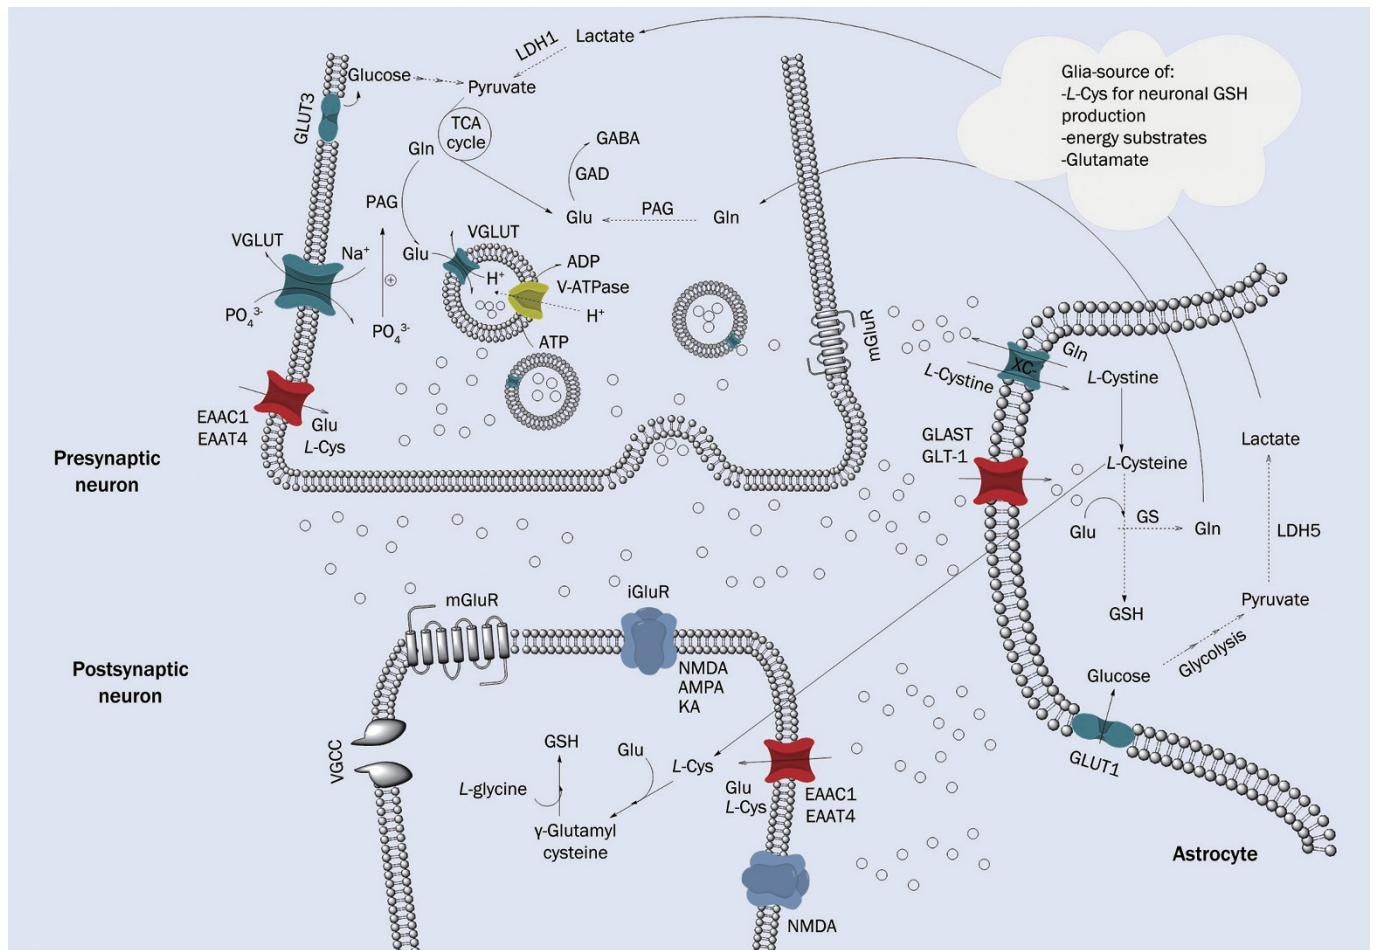 Lactate
LDH1
Glucose
Pyruvate
GLUT3
TCA
cycle
Gln
GABA
GAD
PAG
Glu
PAG
Gln
VGLUT
Na⁺
PO₄³⁻
PO₄³⁻
Glu
VGLUT
H⁺
ADP
V-ATPase
H⁺
ATP
mGluR
EAAC1
EAAT4
Glu
L-Cys
Presynaptic
neuron
Glia-source of:
-L-Cys for neuronal GSH
production
-energy substrates
-Glutamate
Gln
XC-
L-Cystine
L-Cystine
GLAST
GLT-1
L-Cysteine
Glu
GS
Gln
GSH
Lactate
LDH5
Pyruvate
Glycolysis
Glucose
GLUT1
Astrocyte
mGluR
iGluR
NMDA
AMPA
KA
Postsynaptic
neuron
VGCC
GSH
Glu
L-Cys
L-glycine
γ-Glutamyl
cysteine
Glu
L-Cys
EAAC1
EAAT4
NMDA